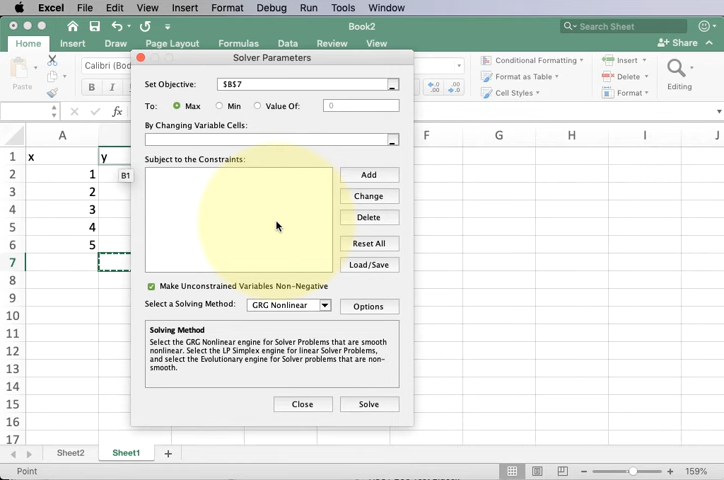 Excel File Edit View Insert Format Debug Run Tools Window
Book2
Search Sheet
Home Insert Draw Page Layout Formulas Data Review View
Share
Paste
Calibri (Bod
B I
Conditional Formatting
Format as Table
Cell Styles
Insert
Delete
Format
Editing
fx
A F G H I J
1 x y
2 1
3 2
4 3
5 4
6 5
7
8
9
10
11
12
13
14
15
16
17
B1
Solver Parameters
Set Objective: $B$7
To: Max Min Value Of: 0
By Changing Variable Cells:
Subject to the Constraints:
Add
Change
Delete
Reset All
Load/Save
Make Unconstrained Variables Non-Negative
Select a Solving Method: GRG Nonlinear Options
Solving Method
Select the GRG Nonlinear engine for Solver Problems that are smooth
nonlinear. Select the LP Simplex engine for linear Solver Problems,
and select the Evolutionary engine for Solver problems that are non-
smooth.
Close Solve
Sheet2 Sheet1 +
Point
159%